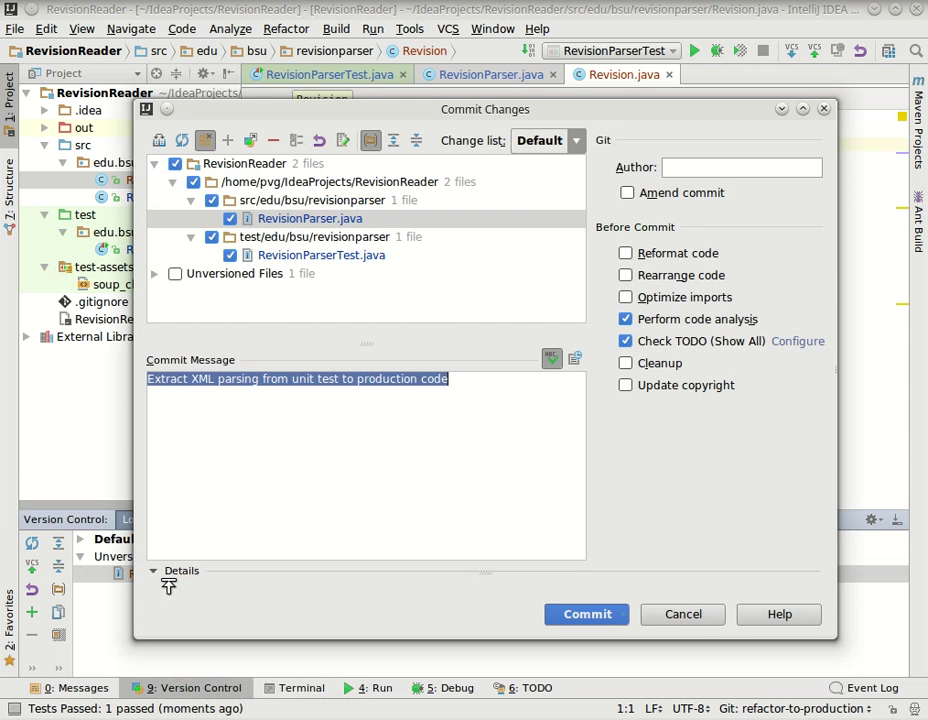 RevisionReader - [~/IdeaProjects/RevisionReader] - [RevisionReader] - ~/IdeaProjects/RevisionReader/src/edu/bsu/revisionparser/Revision.java - IntelliJ IDEA ...
File Edit View Navigate Code Analyze Refactor Build Run Tools VCS Window Help
RevisionReader src edu bsu revisionparser Revision RevisionParserTest
1: Project
7: Structure
2: Favorites
Project
RevisionParserTest.java RevisionParser.java Revision.java
RevisionReader ~/IdeaProjects/
.idea
out
src
edu.bs
test
edu.bs
test-assets
soup_c
.gitignore
RevisionRe
External Libra
Revision
Commit Changes
Change list: Default
RevisionReader 2 files
/home/pvg/IdeaProjects/RevisionReader 2 files
src/edu/bsu/revisionparser 1 file
RevisionParser.java
test/edu/bsu/revisionparser 1 file
RevisionParserTest.java
Unversioned Files 1 file
Commit Message
Extract XML parsing from unit test to production code
Details
Git
Author:
Amend commit
Before Commit
Reformat code
Rearrange code
Optimize imports
Perform code analysis
Check TODO (Show All) Configure
Cleanup
Update copyright
Commit Cancel Help
Maven Projects
Ant Build
Version Control: Lo
Defaul
Unvers
0: Messages 9: Version Control Terminal 4: Run 5: Debug 6: TODO Event Log
Tests Passed: 1 passed (moments ago) 1:1 LF÷ UTF-8÷ Git: refactor-to-production÷